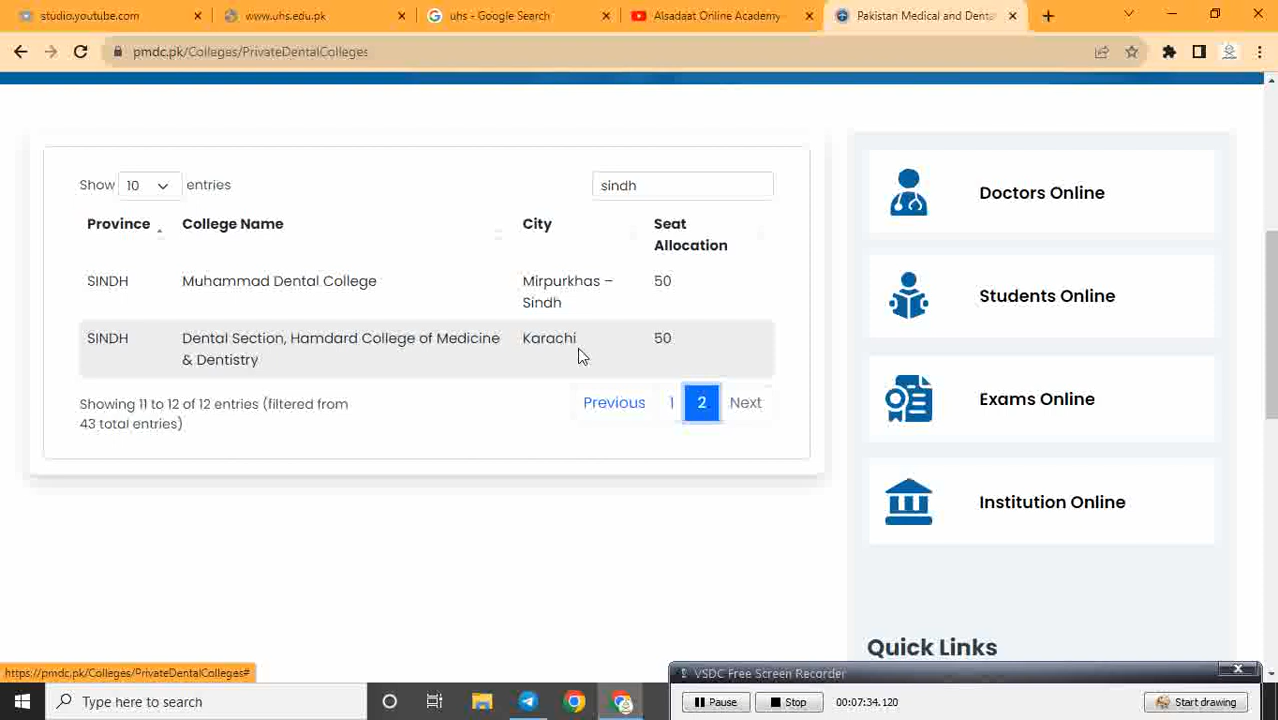 studio.youtube.com
www.uhs.edu.pk
uhs - Google Search
Alsadaat Online Academy
Pakistan Medical and Denta
pmdc.pk/Colleges/PrivateDentalColleges
Show 10 entries
sindh
Province
College Name
City
Seat
Allocation
SINDH
Muhammad Dental College
Mirpurkhas –
Sindh
50
SINDH
Dental Section, Hamdard College of Medicine
& Dentistry
Karachi
50
Showing 11 to 12 of 12 entries (filtered from
43 total entries)
Previous 1 2 Next
Doctors Online
Students Online
Exams Online
Institution Online
Quick Links
https://pmdc.pk/Colleges/PrivateDentalColleges#
VSDC Free Screen Recorder
Pause
Stop
00:07:34.120
Start drawing
Type here to search